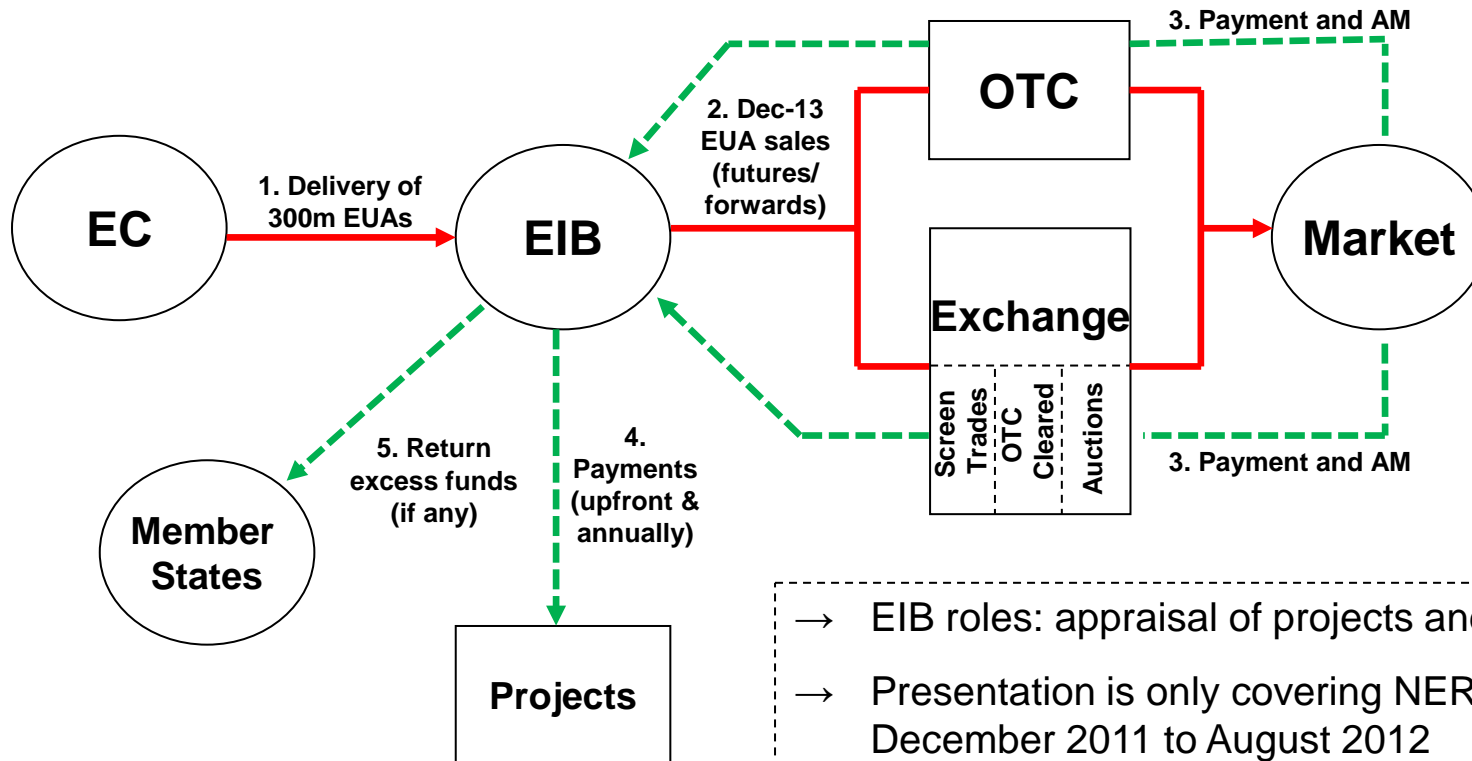 3. Payment and AM
OTC
2. Dec-13
EUA sales
(futures/
forwards)
1. Delivery of
300m EUAs
EC
EIB
Market
Exchange
Screen
Trades
OTC
Cleared
Auctions
3. Payment and AM
5. Return
excess funds
(if any)
4.
Payments
(upfront &
annually)
Member
States
Projects
→ EIB roles: appraisal of projects and
→ Presentation is only covering NER
December 2011 to August 2012